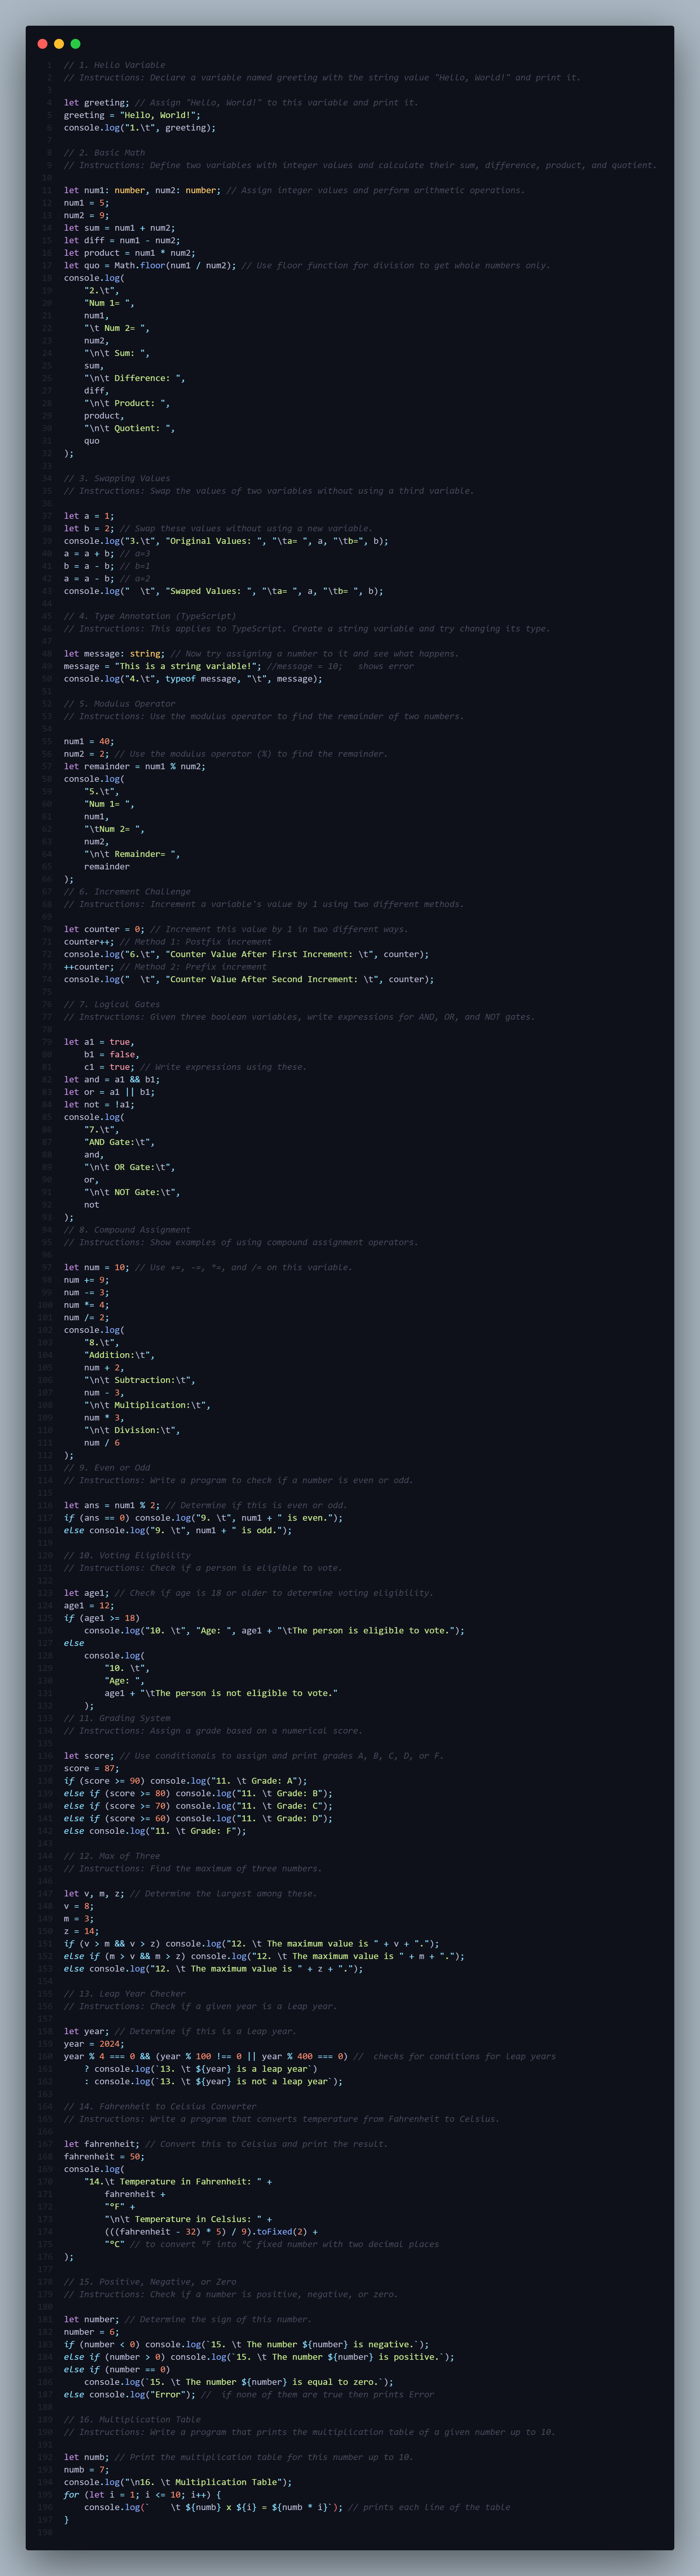 1 // 1. Hello Variable
2 // Instructions: Declare a variable named greeting with the string value "Hello, World!" and print it.
3
4 let greeting; // Assign "Hello, World!" to this variable and print it.
5 greeting = "Hello, World!";
6 console.log("1.\t", greeting);
7
8 // 2. Basic Math
9 // Instructions: Define two variables with integer values and calculate their sum, difference, product, and quotient.
10
11 let num1: number, num2: number; // Assign integer values and perform arithmetic operations.
12 num1 = 5;
13 num2 = 9;
14 let sum = num1 + num2;
15 let diff = num1 - num2;
16 let product = num1 * num2;
17 let quo = Math.floor(num1 / num2); // Use floor function for division to get whole numbers only.
18 console.log(
19     "2.\t",
20     "Num 1= ",
21     num1,
22     "\t Num 2= ",
23     num2,
24     "\n\t Sum: ",
25     sum,
26     "\n\t Difference: ",
27     diff,
28     "\n\t Product: ",
29     product,
30     "\n\t Quotient: ",
31     quo
32 );
33
34 // 3. Swapping Values
35 // Instructions: Swap the values of two variables without using a third variable.
36
37 let a = 1;
38 let b = 2; // Swap these values without using a new variable.
39 console.log("3.\t", "Original Values: ", "\ta= ", a, "\tb=", b);
40 a = a + b; // a=3
41 b = a - b; // b=1
42 a = a - b; // a=2
43 console.log("  \t", "Swaped Values: ", "\ta= ", a, "\tb= ", b);
44
45 // 4. Type Annotation (TypeScript)
46 // Instructions: This applies to TypeScript. Create a string variable and try changing its type.
47
48 let message: string; // Now try assigning a number to it and see what happens.
49 message = "This is a string variable!"; //message = 10;   shows error
50 console.log("4.\t", typeof message, "\t", message);
51
52 // 5. Modulus Operator
53 // Instructions: Use the modulus operator to find the remainder of two numbers.
54
55 num1 = 40;
56 num2 = 2; // Use the modulus operator (%) to find the remainder.
57 let remainder = num1 % num2;
58 console.log(
59     "5.\t",
60     "Num 1= ",
61     num1,
62     "\tNum 2= ",
63     num2,
64     "\n\t Remainder= ",
65     remainder
66 );
67 // 6. Increment Challenge
68 // Instructions: Increment a variable's value by 1 using two different methods.
69
70 let counter = 0; // Increment this value by 1 in two different ways.
71 counter++; // Method 1: Postfix increment
72 console.log("6.\t", "Counter Value After First Increment: \t", counter);
73 ++counter; // Method 2: Prefix increment
74 console.log("  \t", "Counter Value After Second Increment: \t", counter);
75
76 // 7. Logical Gates
77 // Instructions: Given three boolean variables, write expressions for AND, OR, and NOT gates.
78
79 let a1 = true,
80     b1 = false,
81     c1 = true; // Write expressions using these.
82 let and = a1 && b1;
83 let or = a1 || b1;
84 let not = !a1;
85 console.log(
86     "7.\t",
87     "AND Gate:\t",
88     and,
89     "\n\t OR Gate:\t",
90     or,
91     "\n\t NOT Gate:\t",
92     not
93 );
94 // 8. Compound Assignment
95 // Instructions: Show examples of using compound assignment operators.
96
97 let num = 10; // Use +=, -=, *=, and /= on this variable.
98 num += 9;
99 num -= 3;
100 num *= 4;
101 num /= 2;
102 console.log(
103     "8.\t",
104     "Addition:\t",
105     num + 2,
106     "\n\t Subtraction:\t",
107     num - 3,
108     "\n\t Multiplication:\t",
109     num * 3,
110     "\n\t Division:\t",
111     num / 6
112 );
113 // 9. Even or Odd
114 // Instructions: Write a program to check if a number is even or odd.
115
116 let ans = num1 % 2; // Determine if this is even or odd.
117 if (ans == 0) console.log("9. \t", num1 + " is even.");
118 else console.log("9. \t", num1 + " is odd.");
119
120 // 10. Voting Eligibility
121 // Instructions: Check if a person is eligible to vote.
122
123 let age1; // Check if age is 18 or older to determine voting eligibility.
124 age1 = 12;
125 if (age1 >= 18)
126     console.log("10. \t", "Age: ", age1 + "\tThe person is eligible to vote.");
127 else
128     console.log(
129         "10. \t",
130         "Age: ",
131         age1 + "\tThe person is not eligible to vote."
132     );
133 // 11. Grading System
134 // Instructions: Assign a grade based on a numerical score.
135
136 let score; // Use conditionals to assign and print grades A, B, C, D, or F.
137 score = 87;
138 if (score >= 90) console.log("11. \t Grade: A");
139 else if (score >= 80) console.log("11. \t Grade: B");
140 else if (score >= 70) console.log("11. \t Grade: C");
141 else if (score >= 60) console.log("11. \t Grade: D");
142 else console.log("11. \t Grade: F");
143
144 // 12. Max of Three
145 // Instructions: Find the maximum of three numbers.
146
147 let v, m, z; // Determine the largest among these.
148 v = 8;
149 m = 3;
150 z = 14;
151 if (v > m && v > z) console.log("12. \t The maximum value is " + v + ".");
152 else if (m > v && m > z) console.log("12. \t The maximum value is " + m + ".");
153 else console.log("12. \t The maximum value is " + z + ".");
154
155 // 13. Leap Year Checker
156 // Instructions: Check if a given year is a leap year.
157
158 let year; // Determine if this is a leap year.
159 year = 2024;
160 year % 4 === 0 && (year % 100 !== 0 || year % 400 === 0) //  checks for conditions for leap years
161     ? console.log(`13. \t ${year} is a leap year`)
162     : console.log(`13. \t ${year} is not a leap year`);
163
164 // 14. Fahrenheit to Celsius Converter
165 // Instructions: Write a program that converts temperature from Fahrenheit to Celsius.
166
167 let fahrenheit; // Convert this to Celsius and print the result.
168 fahrenheit = 50;
169 console.log(
170     "14.\t Temperature in Fahrenheit: " +
171         fahrenheit +
172         "°F" +
173         "\n\t Temperature in Celsius: " +
174         (((fahrenheit - 32) * 5) / 9).toFixed(2) +
175         "°C" // to convert °F into °C fixed number with two decimal places
176 );
177
178 // 15. Positive, Negative, or Zero
179 // Instructions: Check if a number is positive, negative, or zero.
180
181 let number; // Determine the sign of this number.
182 number = 6;
183 if (number < 0) console.log(`15. \t The number ${number} is negative.`);
184 else if (number > 0) console.log(`15. \t The number ${number} is positive.`);
185 else if (number == 0)
186     console.log(`15. \t The number ${number} is equal to zero.`);
187 else console.log("Error"); //  if none of them are true then prints Error
188
189 // 16. Multiplication Table
190 // Instructions: Write a program that prints the multiplication table of a given number up to 10.
191
192 let numb; // Print the multiplication table for this number up to 10.
193 numb = 7;
194 console.log("\n16. \t Multiplication Table");
195 for (let i = 1; i <= 10; i++) {
196     console.log(`    \t ${numb} x ${i} = ${numb * i}`); // prints each line of the table
197 }
198